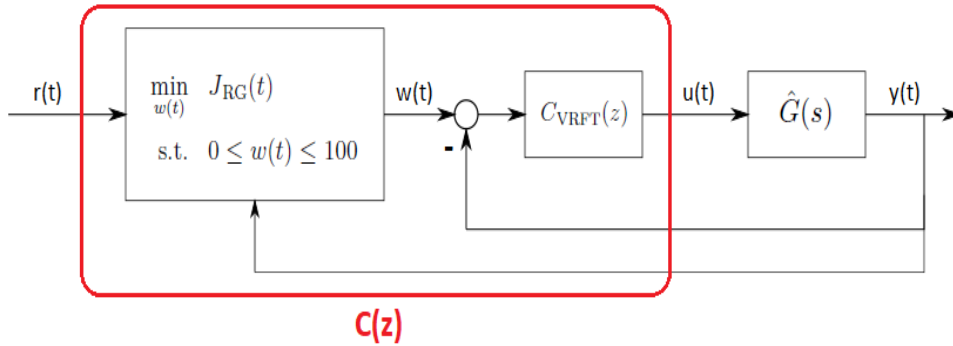 r(t)
min J_RG(t)
w(t)
s.t. 0 ≤ w(t) ≤ 100
w(t)
-
C_VRFT(z)
u(t)
Ĝ(s)
y(t)
C(z)